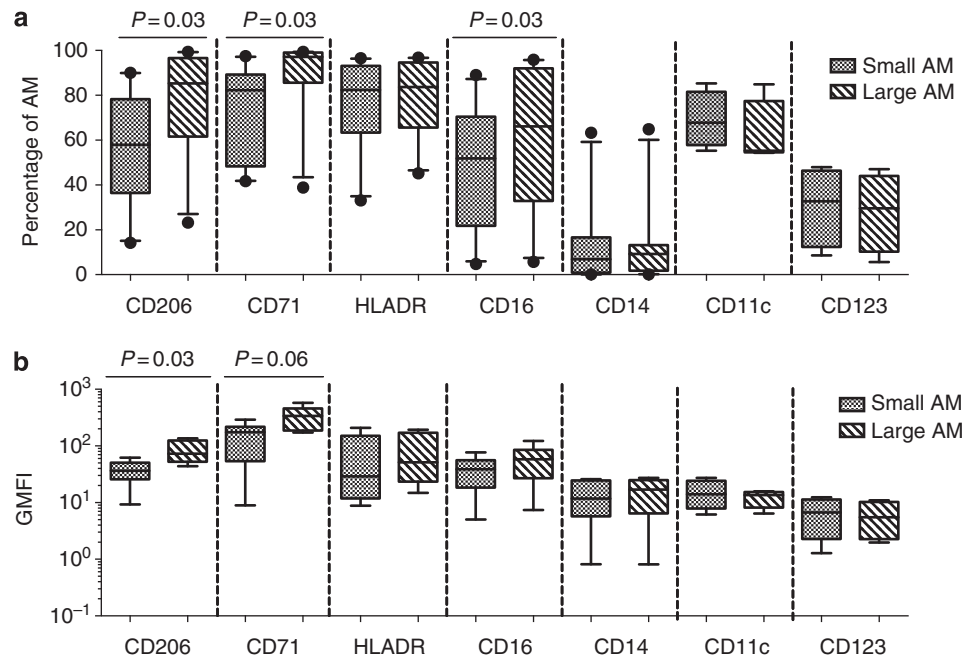 a
P = 0.03 P = 0.03 P = 0.03
Percentage of AM
100
80
60
40
20
0
Small AM
Large AM
CD206 CD71 HLADR CD16 CD14 CD11c CD123
b
P = 0.03 P = 0.06
GMFI
10³
10²
10¹
10⁰
10⁻¹
Small AM
Large AM
CD206 CD71 HLADR CD16 CD14 CD11c CD123